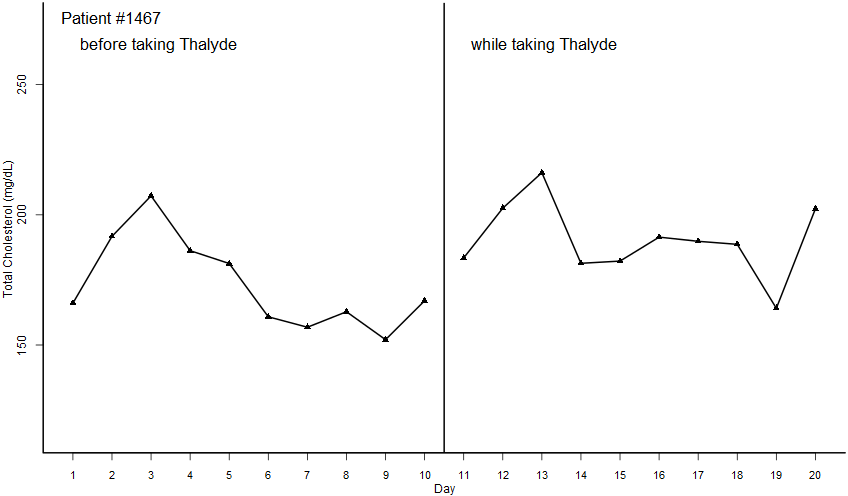 Patient #1467
before taking Thalyde
while taking Thalyde
Total Cholesterol (mg/dL)
250
200
150
1 2 3 4 5 6 7 8 9 10 11 12 13 14 15 16 17 18 19 20
Day